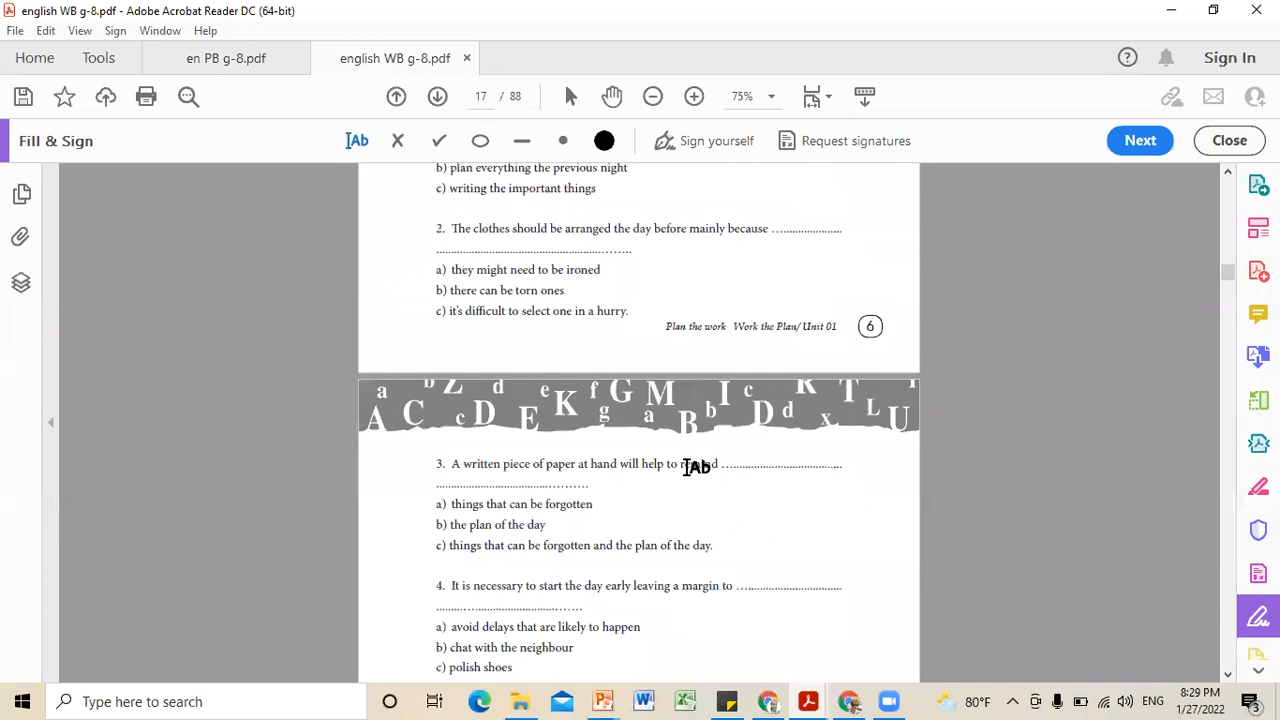 english WB g-8.pdf - Adobe Acrobat Reader DC (64-bit)
File Edit View Sign Window Help
Home Tools en PB g-8.pdf english WB g-8.pdf × Sign In
17 / 88 75%
Fill & Sign Ab Sign yourself Request signatures Next Close
b) plan everything the previous night
c) writing the important things
2. The clothes should be arranged the day before mainly because ….....................
.......................................................…….
a) they might need to be ironed
b) there can be torn ones
c) it's difficult to select one in a hurry.
Plan the work Work the Plan/ Unit 01 6
a b Z d e K f G M I c R T
A C c D E g a B b D d x L U
3. A written piece of paper at hand will help to ….....................................
......................................……….
a) things that can be forgotten
b) the plan of the day
c) things that can be forgotten and the plan of the day.
4. It is necessary to start the day early leaving a margin to …................................
.........….............................……
a) avoid delays that are likely to happen
b) chat with the neighbour
c) polish shoes
Type here to search 80°F ENG 8:29 PM
1/27/2022 3